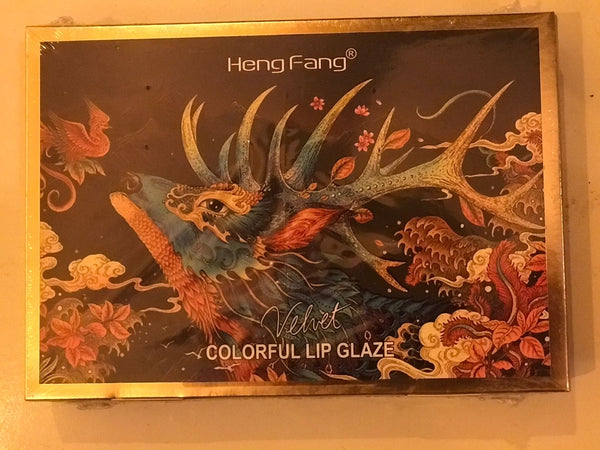 Heng Fang®
Velvet
COLORFUL LIP GLAZE